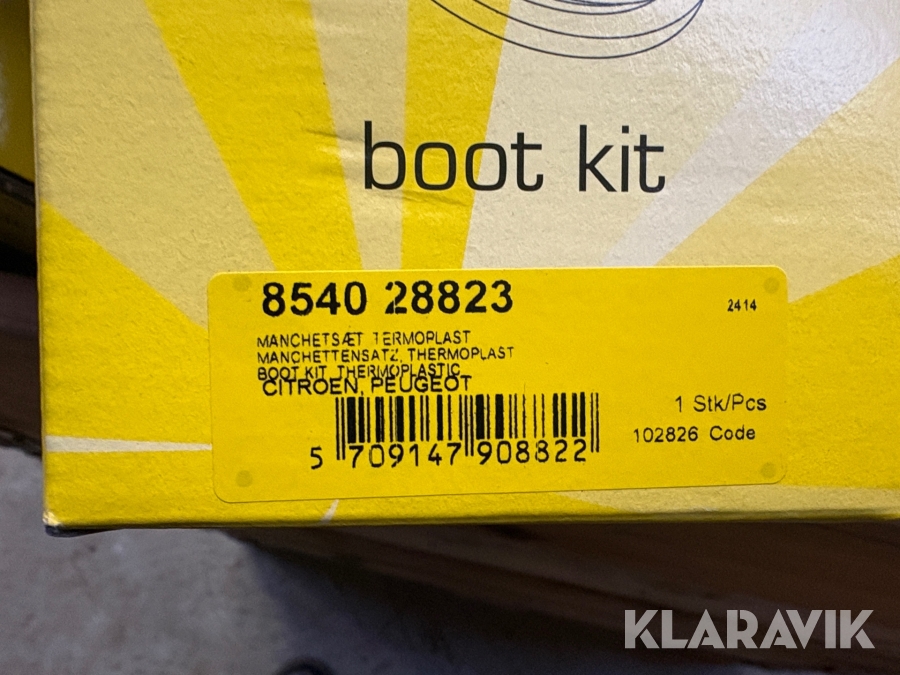 boot kit
8540 28823
2414
MANCHETSÆT TERMOPLAST
MANCHETTENSATZ, THERMOPLAST
BOOT KIT, THERMOPLASTIC
CITROEN, PEUGEOT
1 Stk/Pcs
102826 Code
5 709147 908822
KLARAVIK